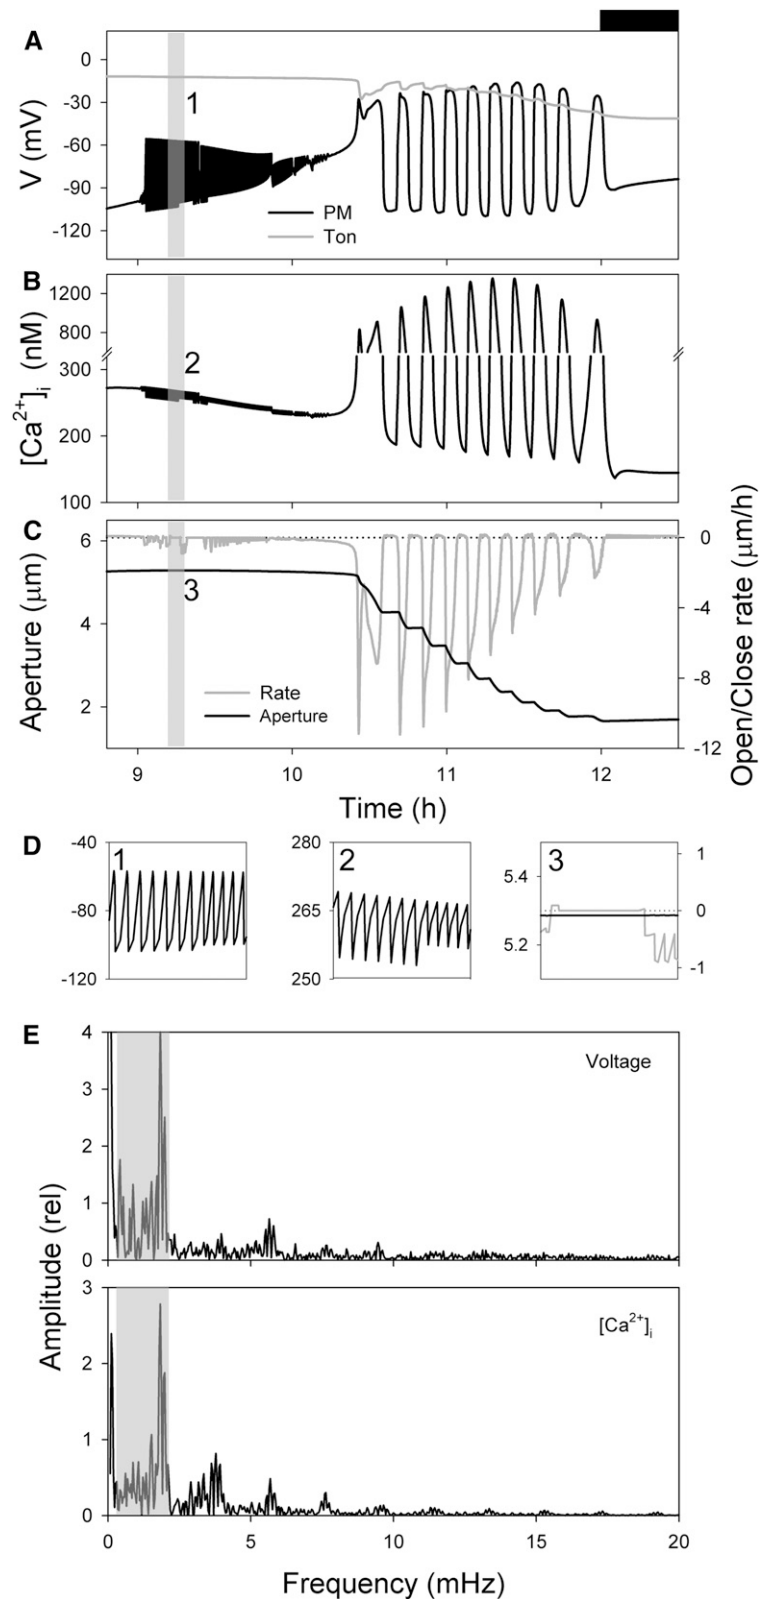 A
V (mV)
0
-30
-60
-90
-120
1
PM
Ton
B
[Ca2+]i (nM)
1200
800
300
200
100
2
C
Aperture (μm)
6
4
2
3
Rate
Aperture
0
-4
-8
-12
Open/Close rate (μm/h)
9 10 11 12
Time (h)
D
-40
-80
-120
1
280
265
250
2
5.4
5.2
3
1
0
-1
E
Amplitude (rel)
4
3
2
1
0
Voltage
3
2
1
0
[Ca2+]i
0 5 10 15 20
Frequency (mHz)